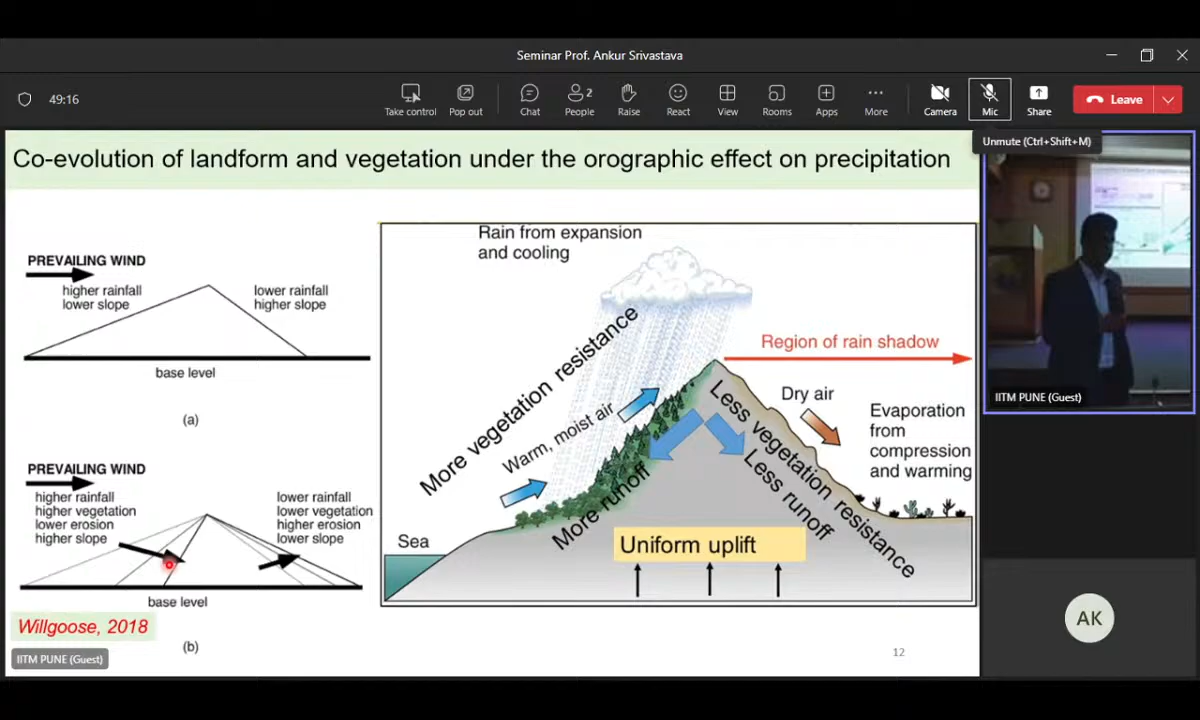 Seminar Prof. Ankur Srivastava
49:16
Take control
Pop out
Chat
2
People
Raise
React
View
Rooms
Apps
More
Camera
Mic
Share
Leave
Unmute (Ctrl+Shift+M)
Co-evolution of landform and vegetation under the orographic effect on precipitation
PREVAILING WIND
higher rainfall
lower slope
lower rainfall
higher slope
base level
(a)
PREVAILING WIND
higher rainfall
higher vegetation
lower erosion
higher slope
lower rainfall
lower vegetation
higher erosion
lower slope
base level
Willgoose, 2018
(b)
IITM PUNE (Guest)
Rain from expansion
and cooling
More vegetation resistance
Warm, moist air
More runoff
Region of rain shadow
Dry air
Less vegetation resistance
Less runoff
Evaporation
from
compression
and warming
Sea
Uniform uplift
12
IITM PUNE (Guest)
AK